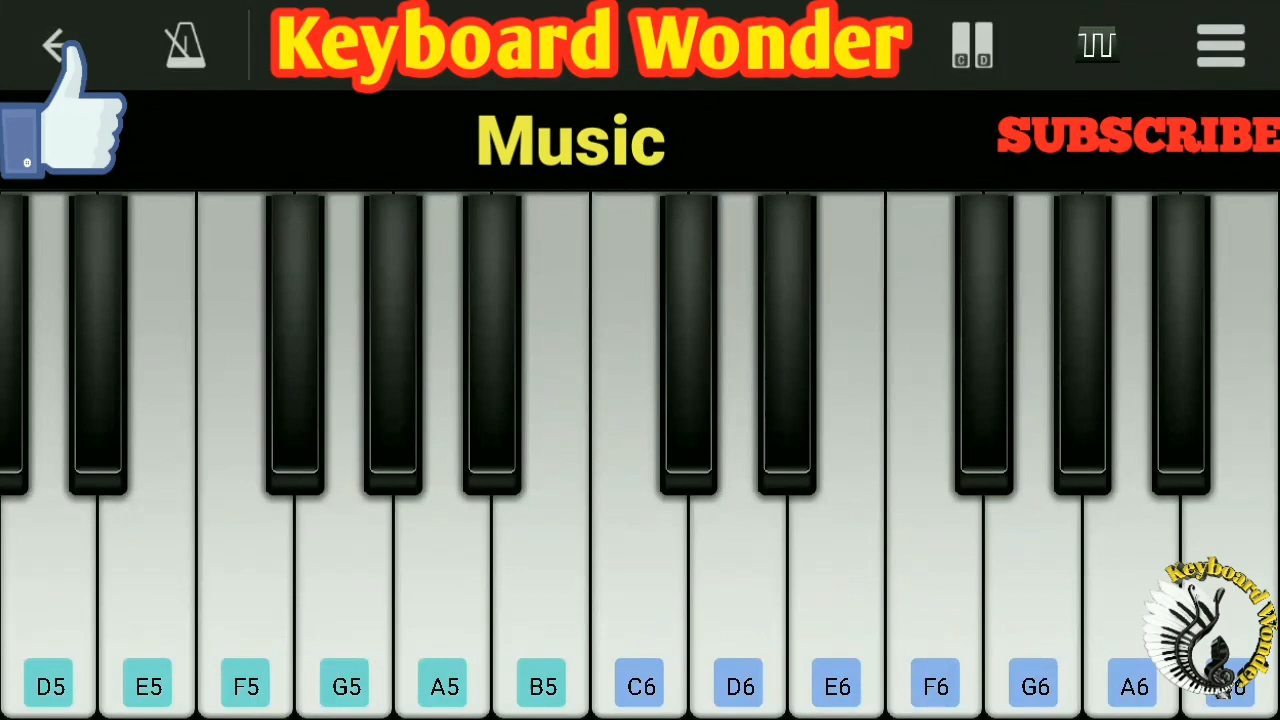 Keyboard Wonder
C D
Music
SUBSCRIBE
Keyboard Wonder
D5 E5 F5 G5 A5 B5 C6 D6 E6 F6 G6 A6